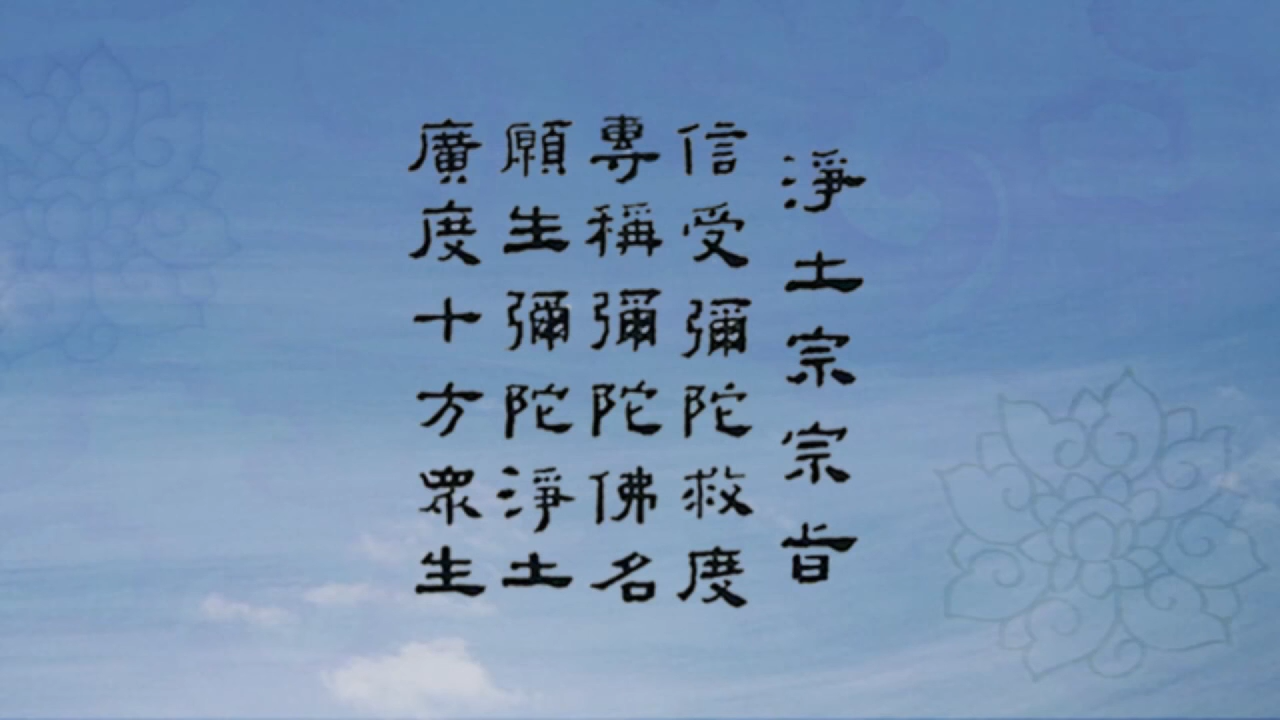 淨土宗宗旨
信受彌陀救度
專稱彌陀佛名
願生彌陀淨土
廣度十方眾生